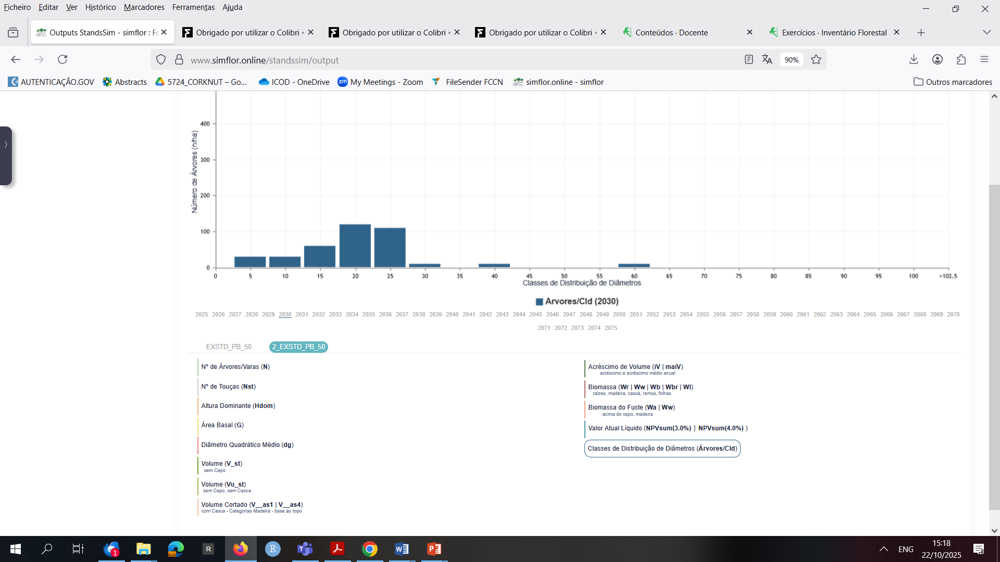 Ficheiro Editar Ver Histórico Marcadores Ferramentas Ajuda
Outputs StandsSim - simflor : Fo
Obrigado por utilizar o Colibri •
Obrigado por utilizar o Colibri •
Obrigado por utilizar o Colibri •
Conteúdos · Docente
Exercícios · Inventário Florestal
www.simflor.online/standssim/output
90%
AUTENTICAÇÃO.GOV
Abstracts
5724_CORKNUT – Go...
ICOD - OneDrive
zm My Meetings - Zoom
FileSender FCCN
simflor.online - simflor
Outros marcadores
Número de Árvores (n/ha)
400
300
200
100
0
0 5 10 15 20 25 30 35 40 45 50 55 60 65 70 75 80 85 90 95 100 >102.5
Classes de Distribuição de Diâmetros
Árvores/Cld (2030)
2025 2026 2027 2028 2029 2030 2031 2032 2033 2034 2035 2036 2037 2038 2039 2040 2041 2042 2043 2044 2045 2046 2047 2048 2049 2050 2051 2052 2053 2054 2055 2056 2057 2058 2059 2060 2061 2062 2063 2064 2065 2066 2067 2068 2069 2070
2071 2072 2073 2074 2075
EXSTD_PB_50 2_EXSTD_PB_50
Nº de Árvores/Varas (N)
Nº de Touças (Nst)
Altura Dominante (Hdom)
Área Basal (G)
Diâmetro Quadrático Médio (dg)
Volume (V_st)
sem Cepo
Volume (Vu_st)
sem Cepo, sem Casca
Volume Cortado (V__as1 | V__as4)
com Casca - Categorias Madeira - base ao topo
Acréscimo de Volume (iV | maiV)
acréscimo e acréscimo médio anual
Biomassa (Wr | Ww | Wb | Wbr | Wl)
raizes, madeira, casca, ramos, folhas
Biomassa do Fuste (Wa | Ww)
acima do cepo, madeira
Valor Atual Líquido (NPVsum(3.0%) | NPVsum(4.0%) )
Classes de Distribuição de Diâmetros (Árvores/Cld)
1
R
R
ENG
15:18
22/10/2025